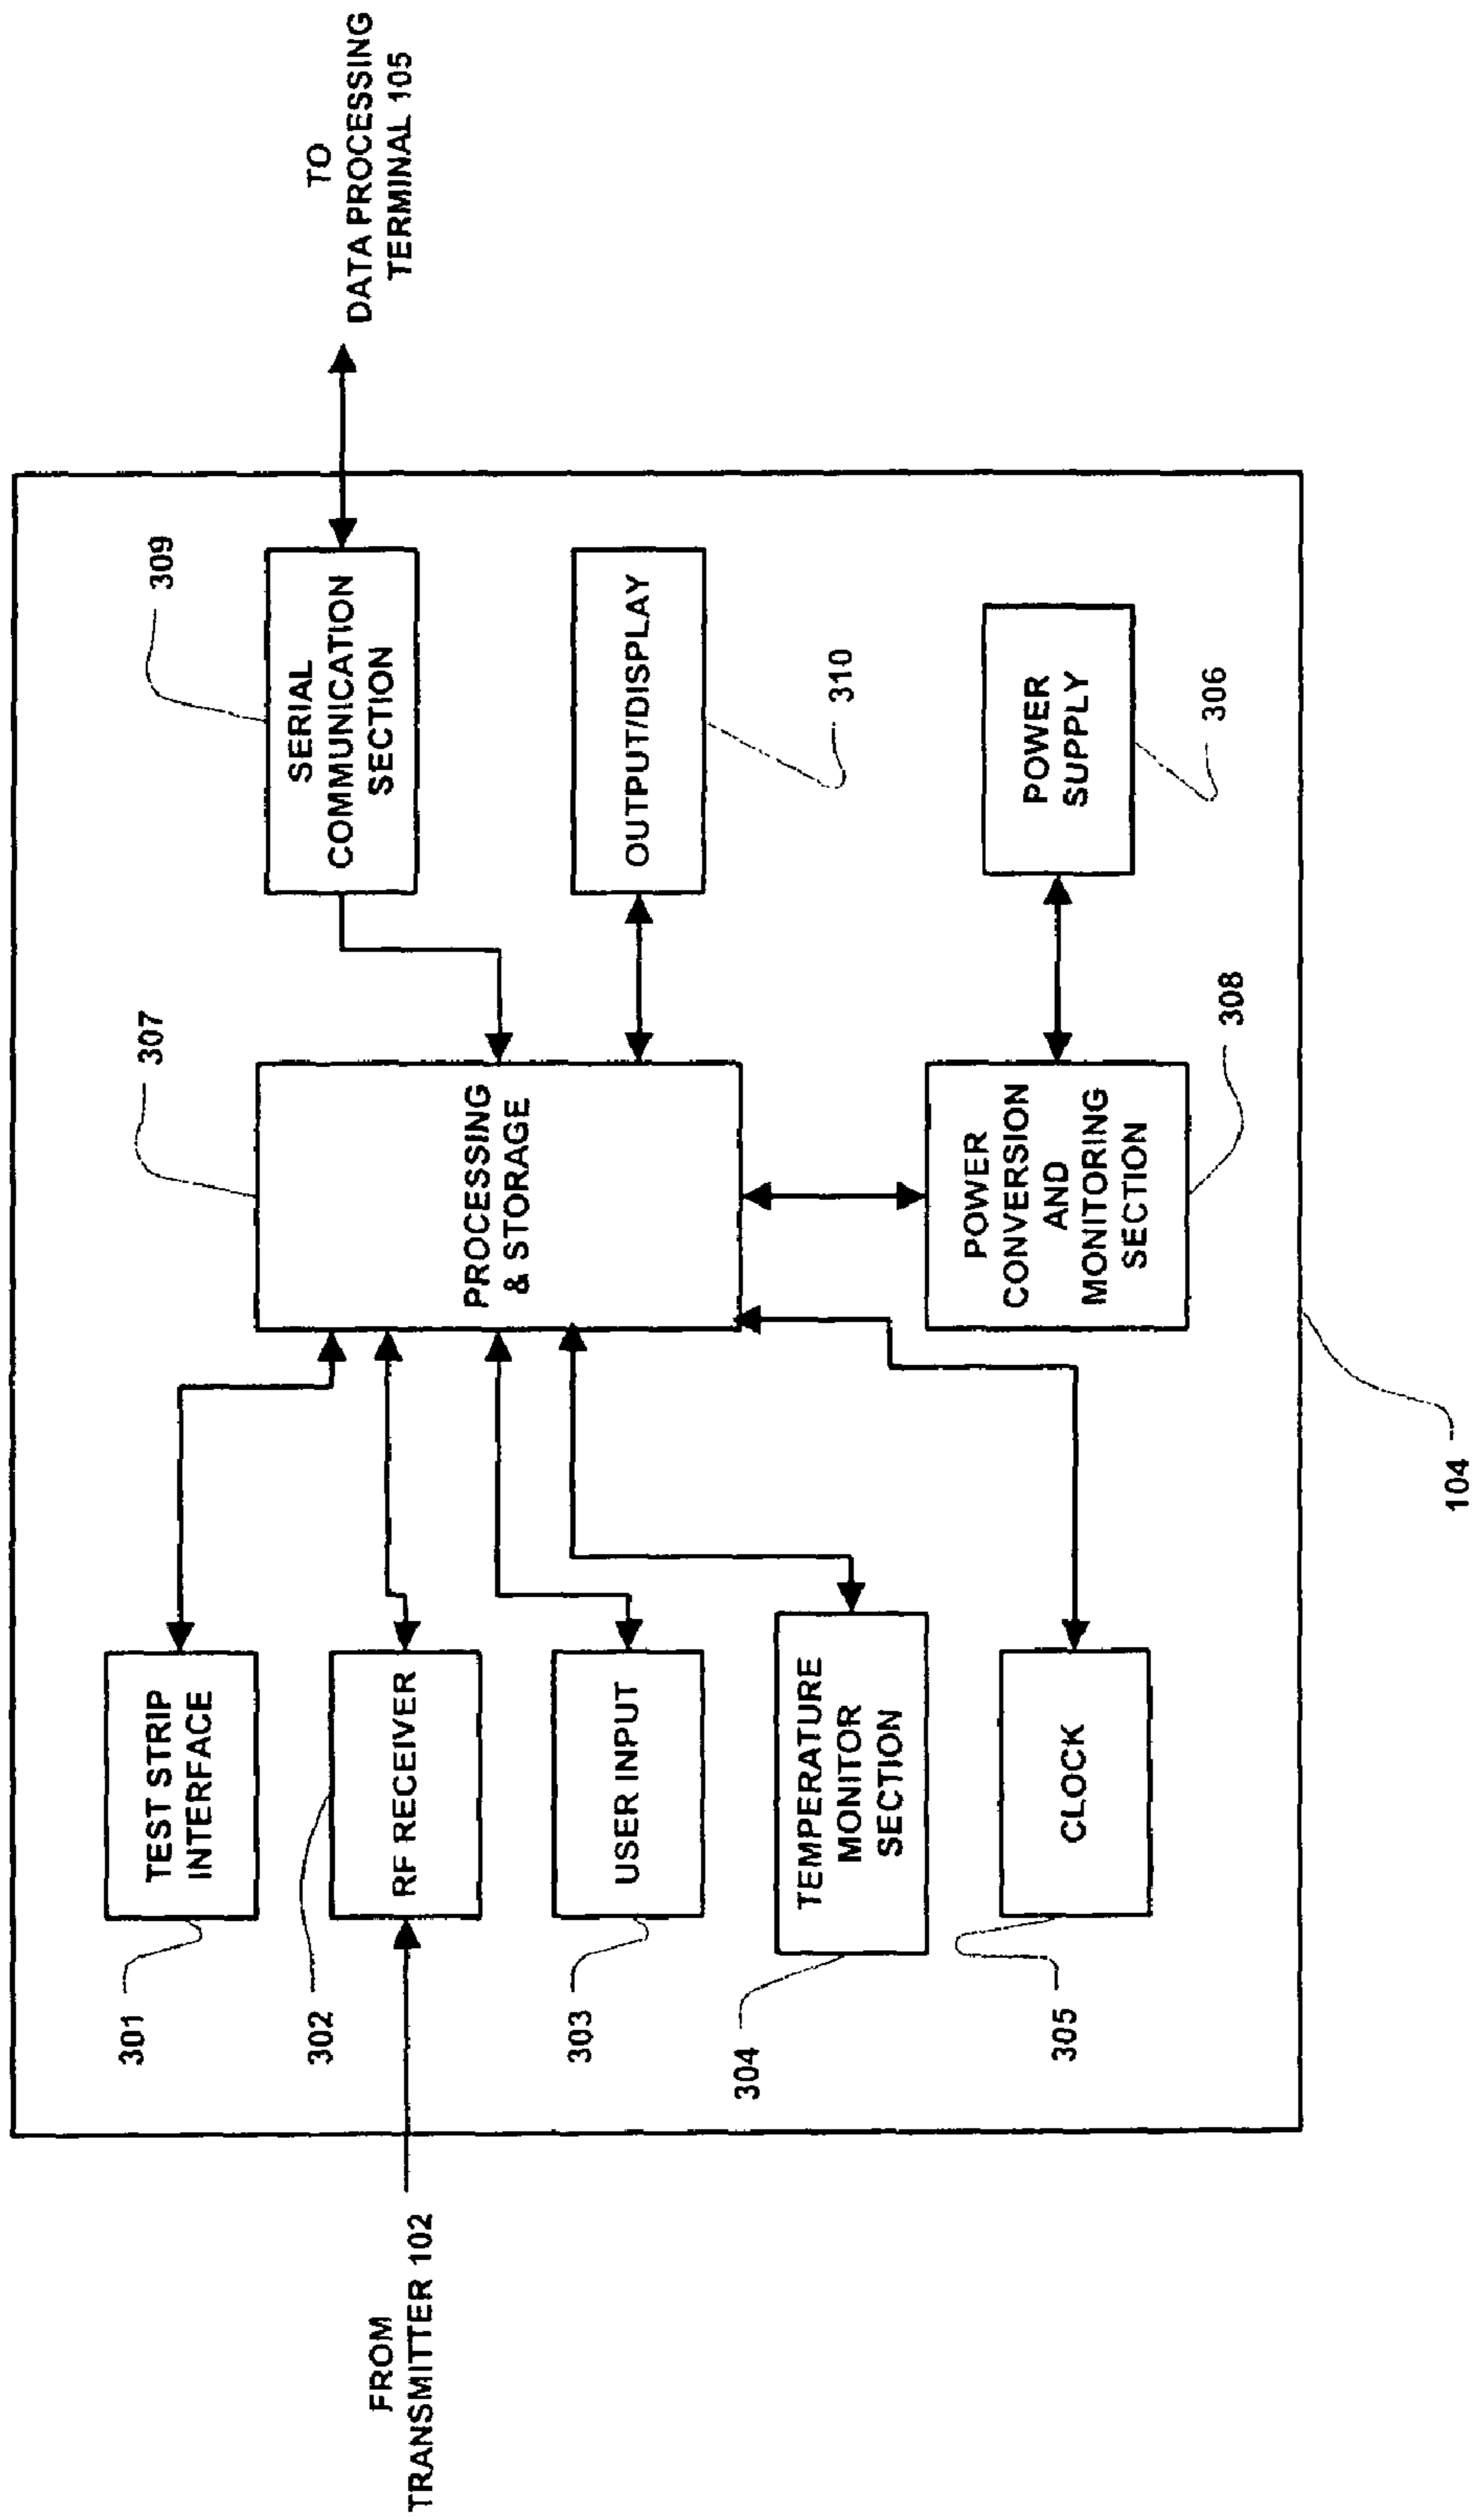 301
TEST STRIP
INTERFACE
302
RF RECEIVER
FROM
TRANSMITTER 102
303
USER INPUT
304
TEMPERATURE
MONITOR
SECTION
305
CLOCK
307
PROCESSING
& STORAGE
POWER
CONVERSION
AND
MONITORING
SECTION
308
309
SERIAL
COMMUNICATION
SECTION
TO
DATA PROCESSING
TERMINAL 105
OUTPUT/DISPLAY
310
POWER
SUPPLY
306
104